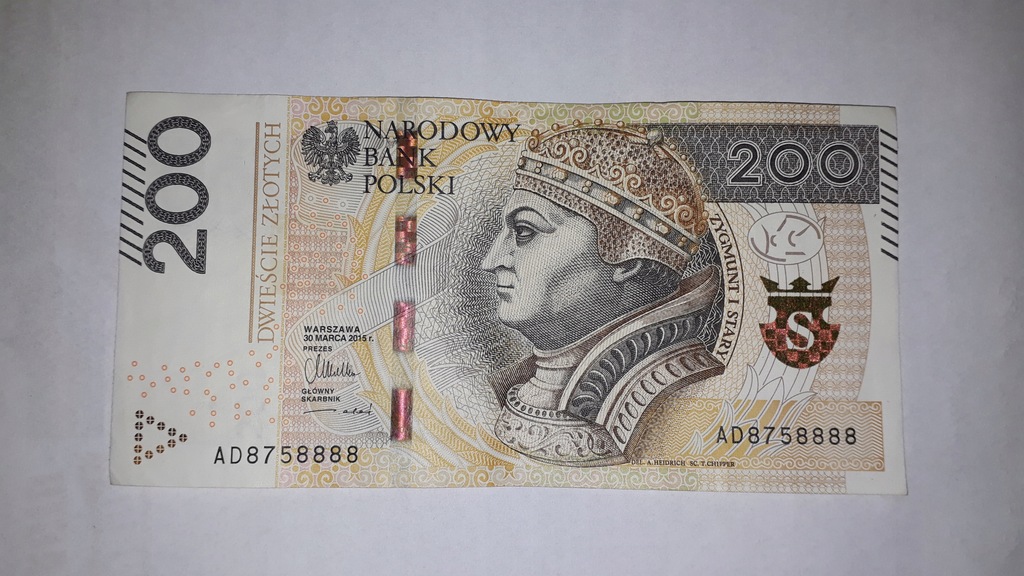 200
DWIEŚCIE ZŁOTYCH
NARODOWY
BANK
POLSKI
200
ZYGMUNT I STARY
S
WARSZAWA
30 MARCA 2015 r.
PREZES
GŁÓWNY
SKARBNIK
AD8758888
AD8758888
DEL. A. HEIDRICH SC. T. CHIFFER